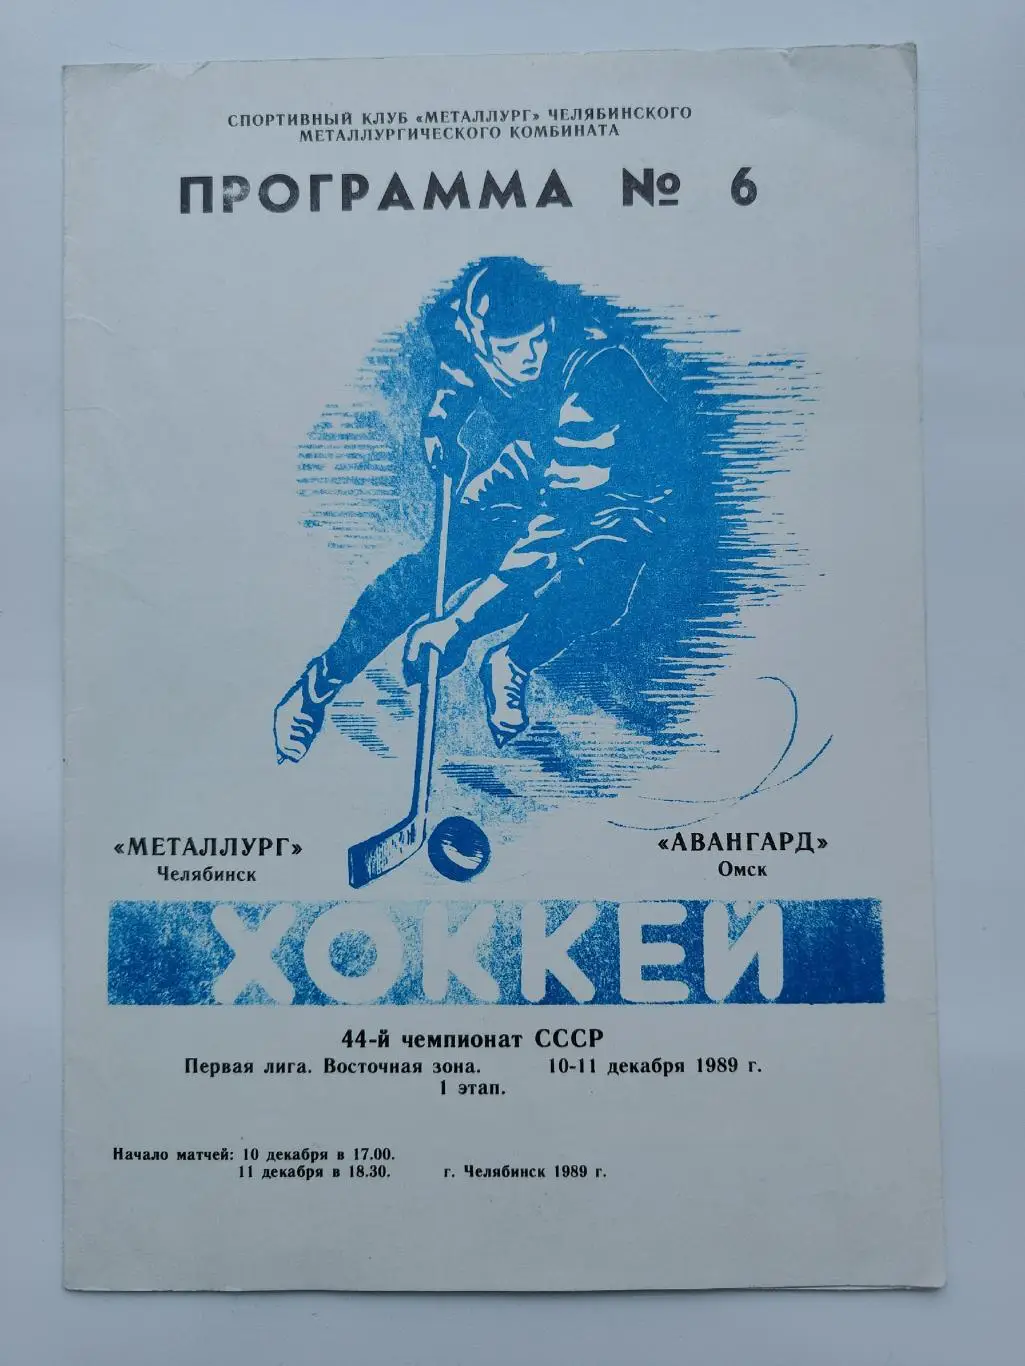 СПОРТИВНЫЙ КЛУБ «МЕТАЛЛУРГ» ЧЕЛЯБИНСКОГО
МЕТАЛЛУРГИЧЕСКОГО КОМБИНАТА
ПРОГРАММА № 6
«МЕТАЛЛУРГ»
Челябинск
«АВАНГАРД»
Омск
ХОККЕЙ
44-й чемпионат СССР
Первая лига. Восточная зона. 10-11 декабря 1989 г.
1 этап.
Начало матчей: 10 декабря в 17.00.
11 декабря в 18.30. г. Челябинск 1989 г.